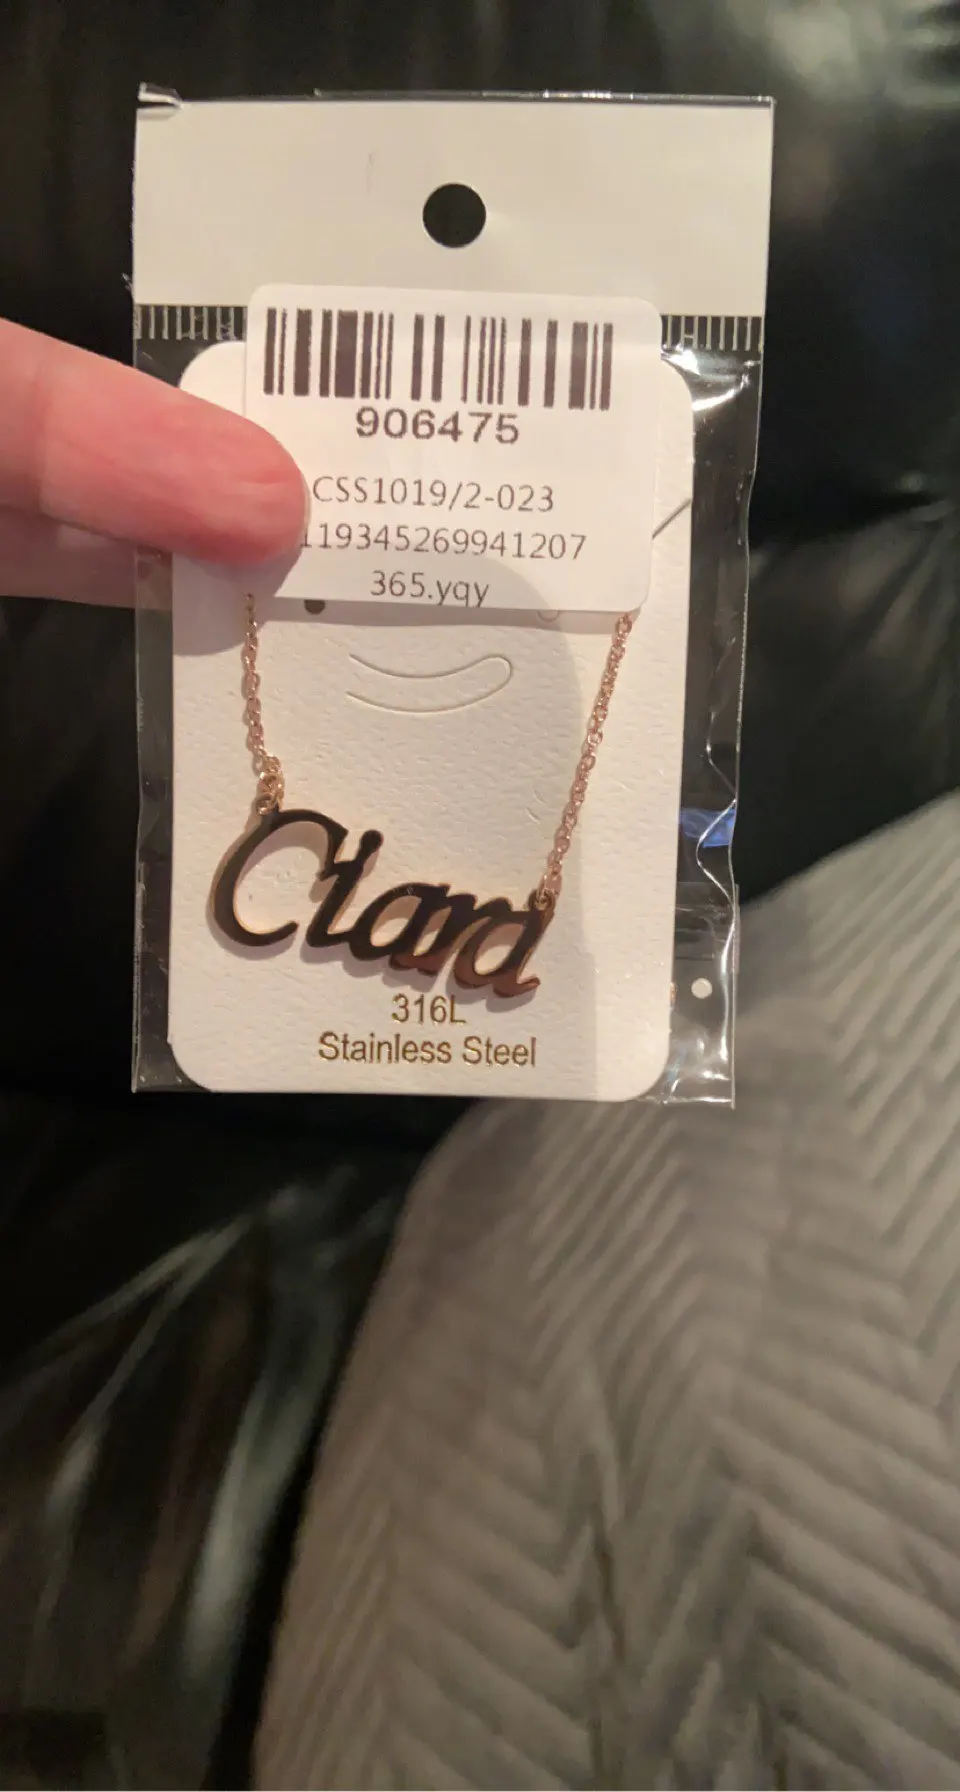 906475
CSS1019/2-023
119345269941207
365.yqy
Ciara
316L
Stainless Steel